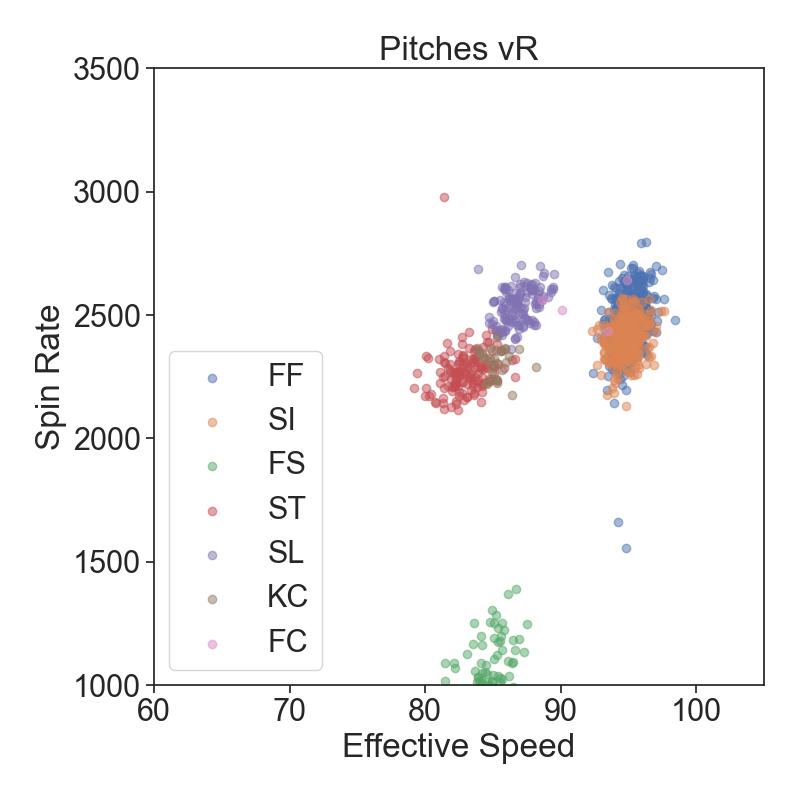 Pitches vR
3500
3000
2500
2000
1500
1000
Spin Rate
FF
SI
FS
ST
SL
KC
FC
60 70 80 90 100
Effective Speed